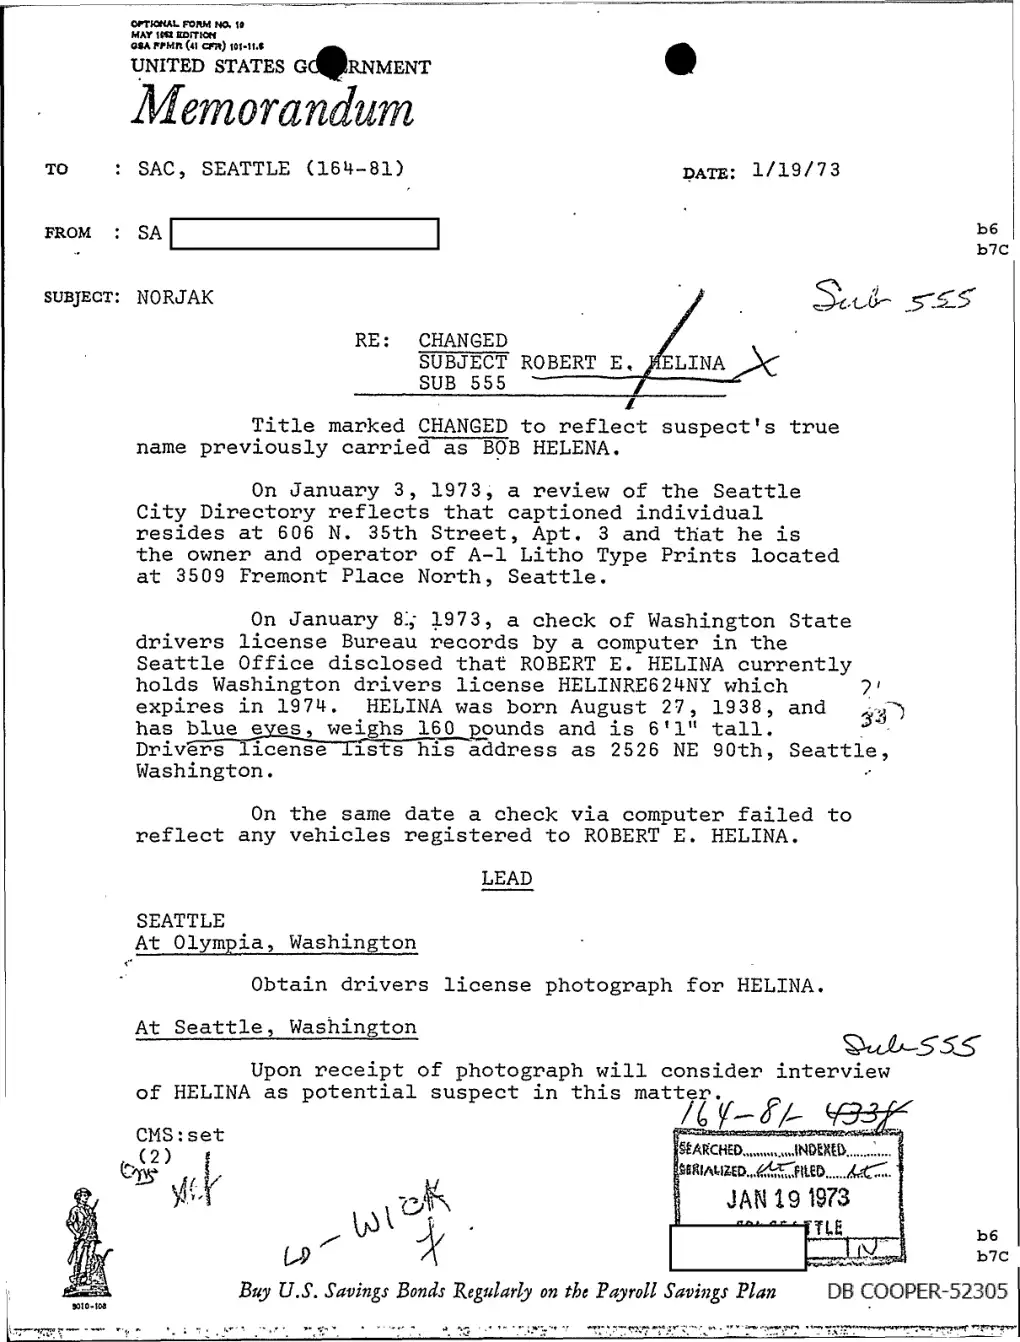 OPTIONAL FORM NO. 10
MAY 1962 EDITION
GSA FPMR (41 CFR) 101-11.6
UNITED STATES GOVERNMENT
Memorandum
TO : SAC, SEATTLE (164-81) DATE: 1/19/73
FROM : SA
b6
b7C
SUBJECT: NORJAK
Sub 555
RE: CHANGED
SUBJECT ROBERT E. HELINA X
SUB 555
Title marked CHANGED to reflect suspect's true
name previously carried as BOB HELENA.
On January 3, 1973, a review of the Seattle
City Directory reflects that captioned individual
resides at 606 N. 35th Street, Apt. 3 and that he is
the owner and operator of A-1 Litho Type Prints located
at 3509 Fremont Place North, Seattle.
On January 8, 1973, a check of Washington State
drivers license Bureau records by a computer in the
Seattle Office disclosed that ROBERT E. HELINA currently
holds Washington drivers license HELINRE624NY which
expires in 1974. HELINA was born August 27, 1938, and
has blue eyes, weighs 160 pounds and is 6'1" tall.
Drivers license lists his address as 2526 NE 90th, Seattle,
Washington.
On the same date a check via computer failed to
reflect any vehicles registered to ROBERT E. HELINA.
LEAD
SEATTLE
At Olympia, Washington
Obtain drivers license photograph for HELINA.
At Seattle, Washington
Sub 555
Upon receipt of photograph will consider interview
of HELINA as potential suspect in this matter.
164-81-
CMS:set
(2)
SEARCHED INDEXED
SERIALIZED FILED
JAN 19 1973
N
b6
b7C
Buy U.S. Savings Bonds Regularly on the Payroll Savings Plan
5010-108
DB COOPER-52305